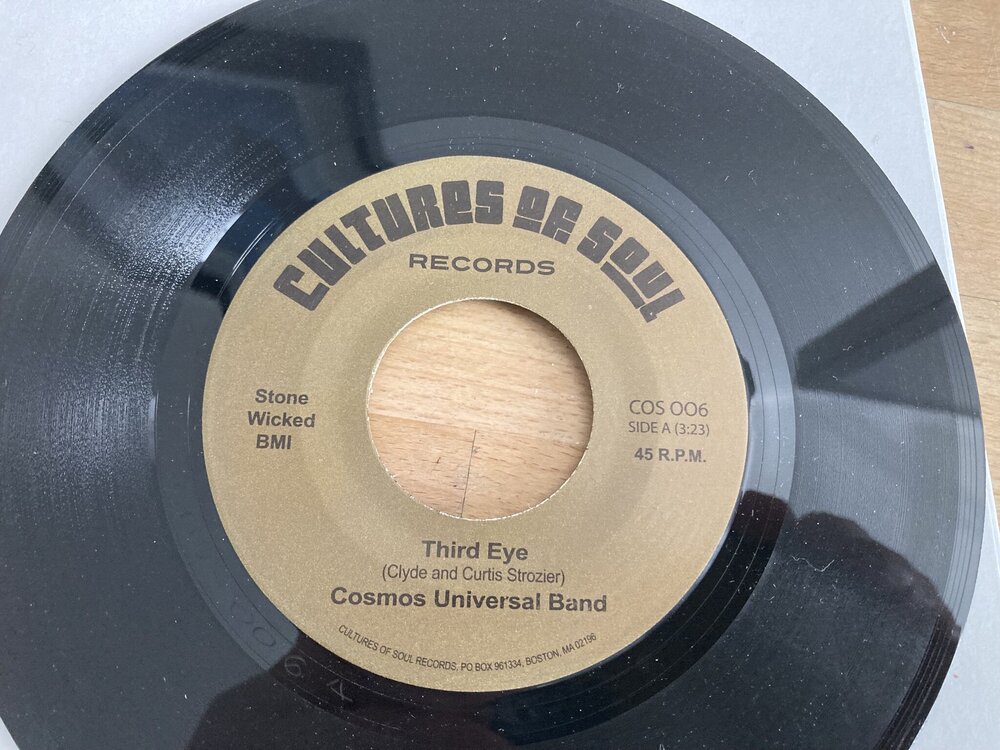 CULTURES OF SOUL
RECORDS
Stone
Wicked
BMI
COS 006
SIDE A (3:23)
45 R.P.M.
Third Eye
(Clyde and Curtis Strozier)
Cosmos Universal Band
CULTURES OF SOUL RECORDS, PO BOX 961334, BOSTON, MA 02196